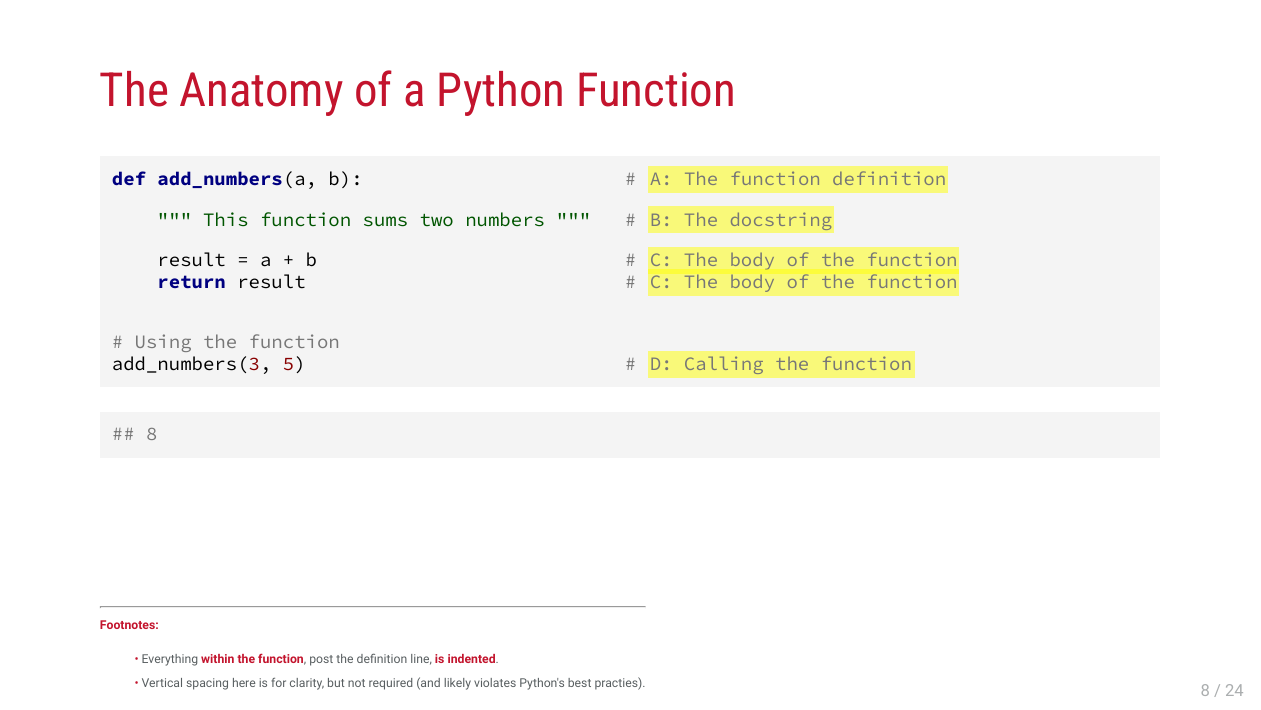 The Anatomy of a Python Function
def add_numbers(a, b): # A: The function definition
""" This function sums two numbers """ # B: The docstring
result = a + b # C: The body of the function
return result # C: The body of the function
# Using the function
add_numbers(3, 5) # D: Calling the function
## 8
Footnotes:
• Everything within the function, post the definition line, is indented.
• Vertical spacing here is for clarity, but not required (and likely violates Python's best practies).
8 / 24